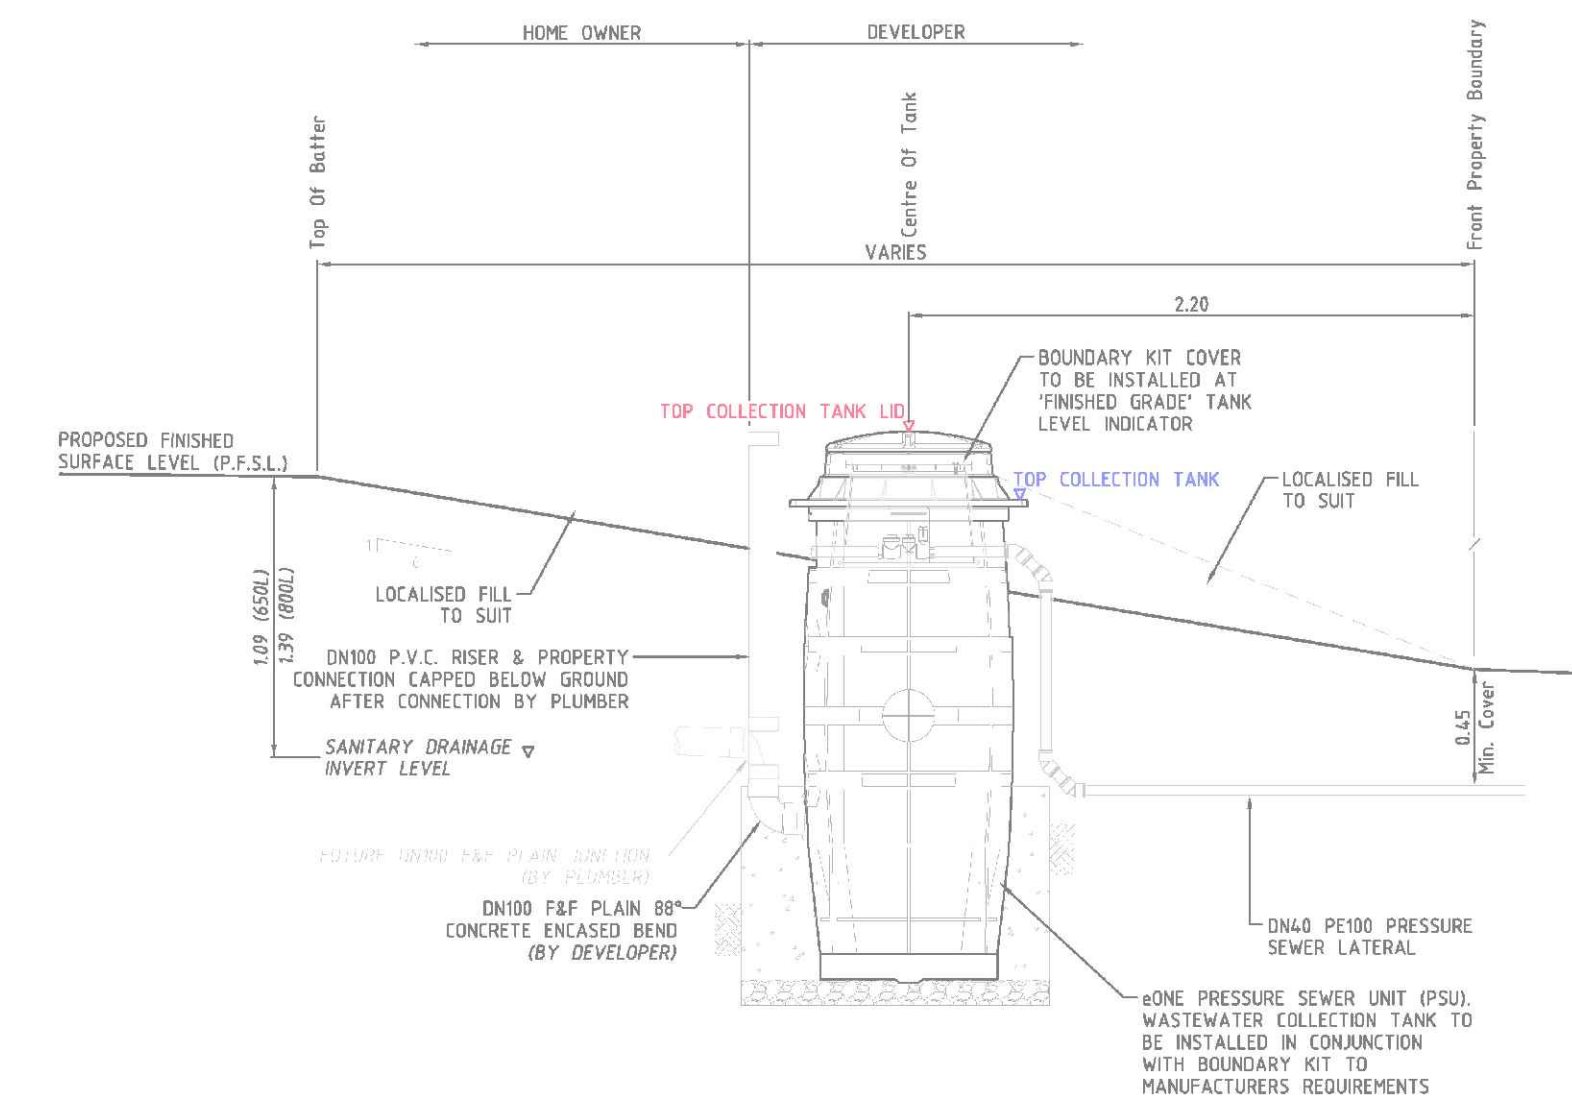 HOME OWNER
DEVELOPER
Top Of Batter
Centre Of Tank
Front Property Boundary
VARIES
2.20
BOUNDARY KIT COVER
TO BE INSTALLED AT
'FINISHED GRADE' TANK
LEVEL INDICATOR
TOP COLLECTION TANK LID
PROPOSED FINISHED
SURFACE LEVEL (P.F.S.L.)
TOP COLLECTION TANK
LOCALISED FILL
TO SUIT
1
LOCALISED FILL
TO SUIT
1.09 (650L)
1.39 (800L)
DN100 P.V.C. RISER & PROPERTY
CONNECTION CAPPED BELOW GROUND
AFTER CONNECTION BY PLUMBER
SANITARY DRAINAGE
INVERT LEVEL
0.45
Min. Cover
FUTURE DN100 F&F PLAIN JUNCTION
(BY PLUMBER)
DN100 F&F PLAIN 88°
CONCRETE ENCASED BEND
(BY DEVELOPER)
DN40 PE100 PRESSURE
SEWER LATERAL
eONE PRESSURE SEWER UNIT (PSU).
WASTEWATER COLLECTION TANK TO
BE INSTALLED IN CONJUNCTION
WITH BOUNDARY KIT TO
MANUFACTURERS REQUIREMENTS